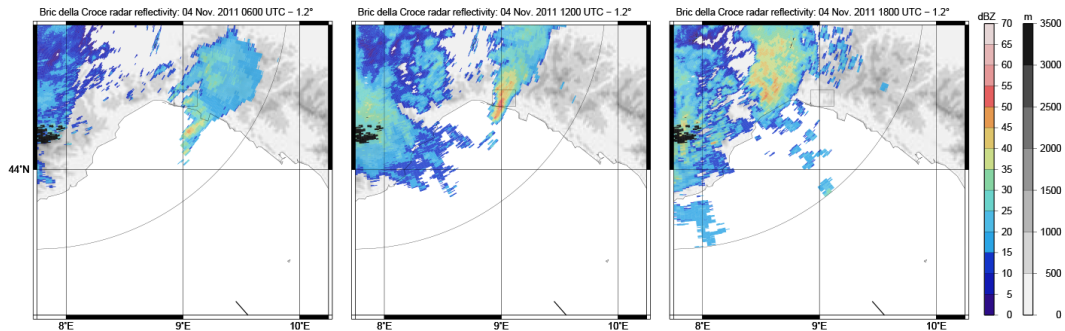 Bric della Croce radar reflectivity: 04 Nov. 2011 0600 UTC − 1.2°
Bric della Croce radar reflectivity: 04 Nov. 2011 1200 UTC − 1.2°
Bric della Croce radar reflectivity: 04 Nov. 2011 1800 UTC − 1.2°
dBZ
m
70
65
60
55
50
45
40
35
30
25
20
15
10
5
0
3500
3000
2500
2000
1500
1000
500
0
44°N
8°E
9°E
10°E
8°E
9°E
10°E
8°E
9°E
10°E